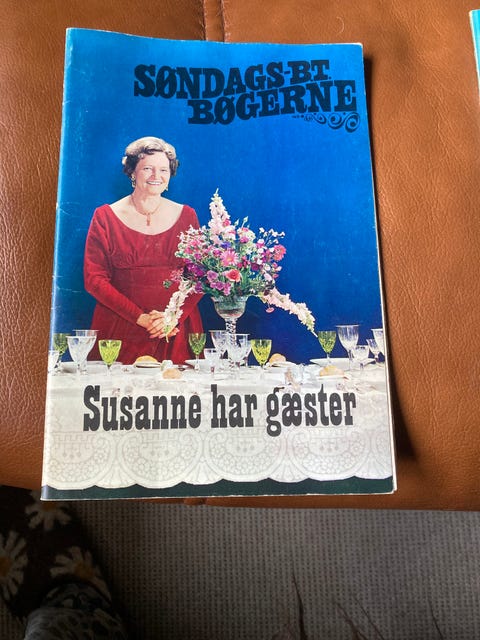 SØNDAGS-BT.
BØGERNE
Susanne har gæster